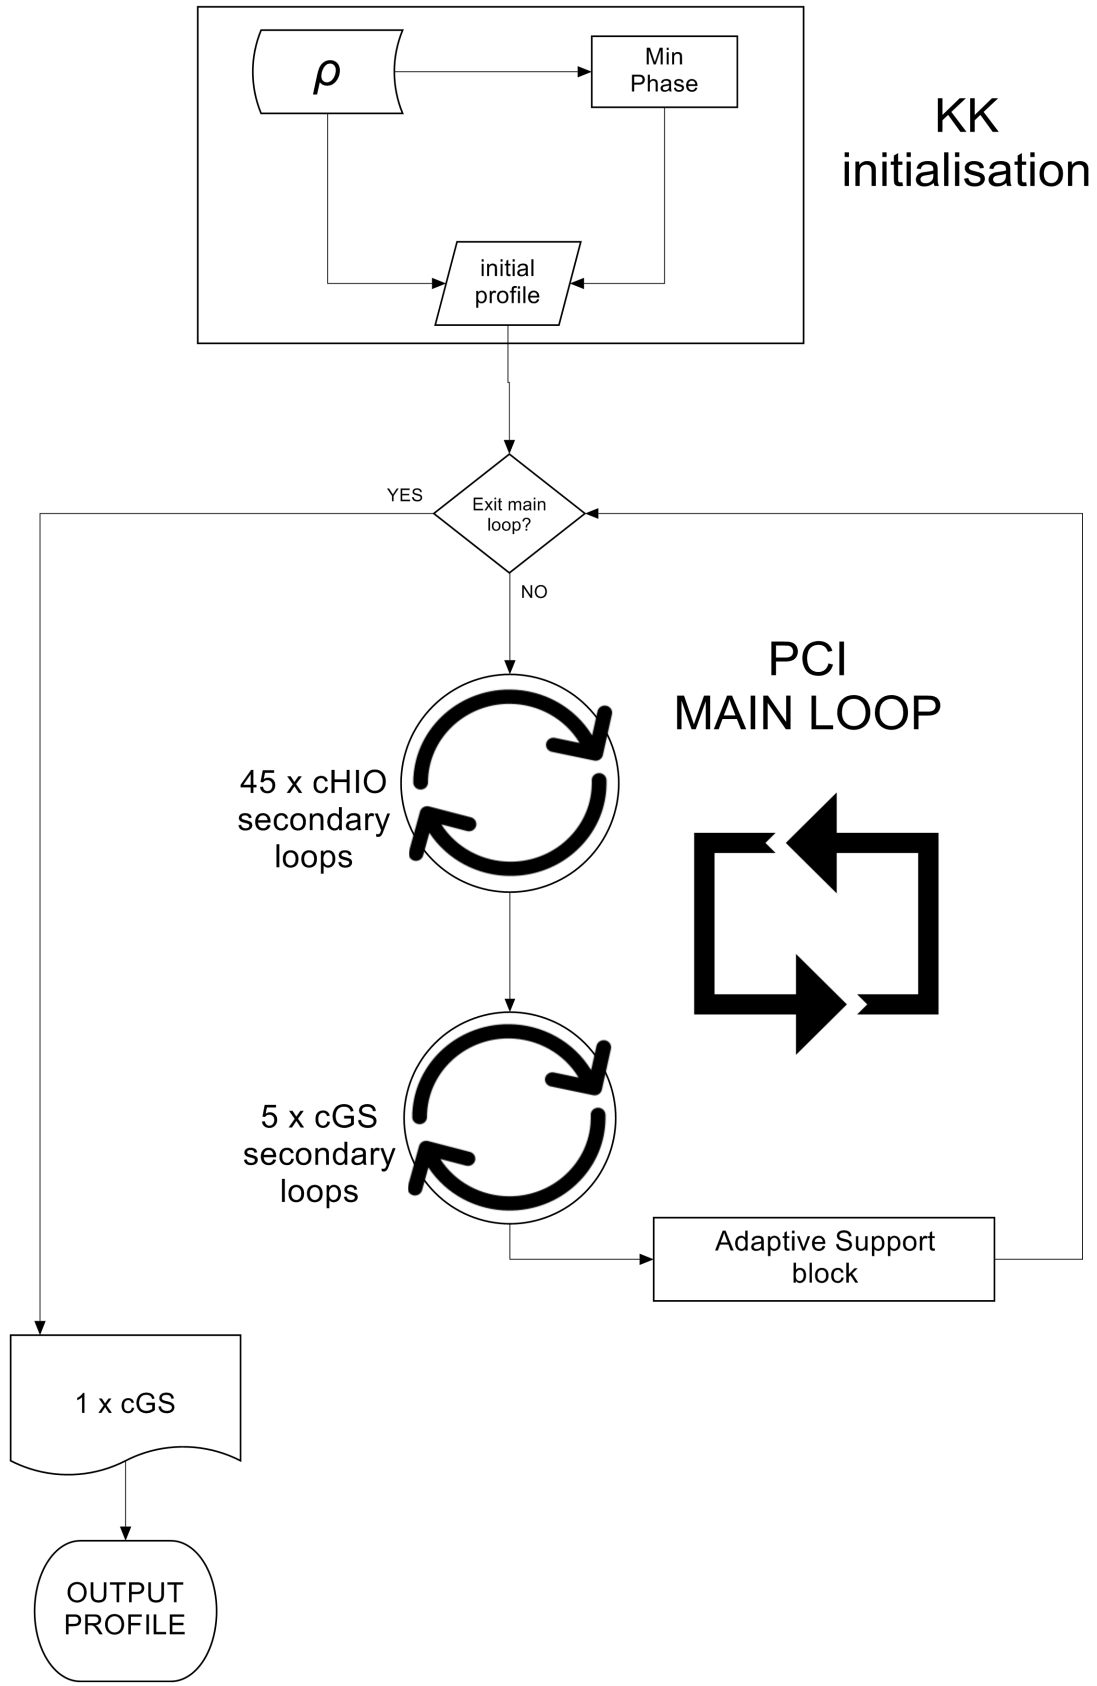 ρ
Min
Phase
KK
initialisation
initial
profile
YES
Exit main
loop?
NO
PCI
MAIN LOOP
45 x cHIO
secondary
loops
5 x cGS
secondary
loops
Adaptive Support
block
1 x cGS
OUTPUT
PROFILE